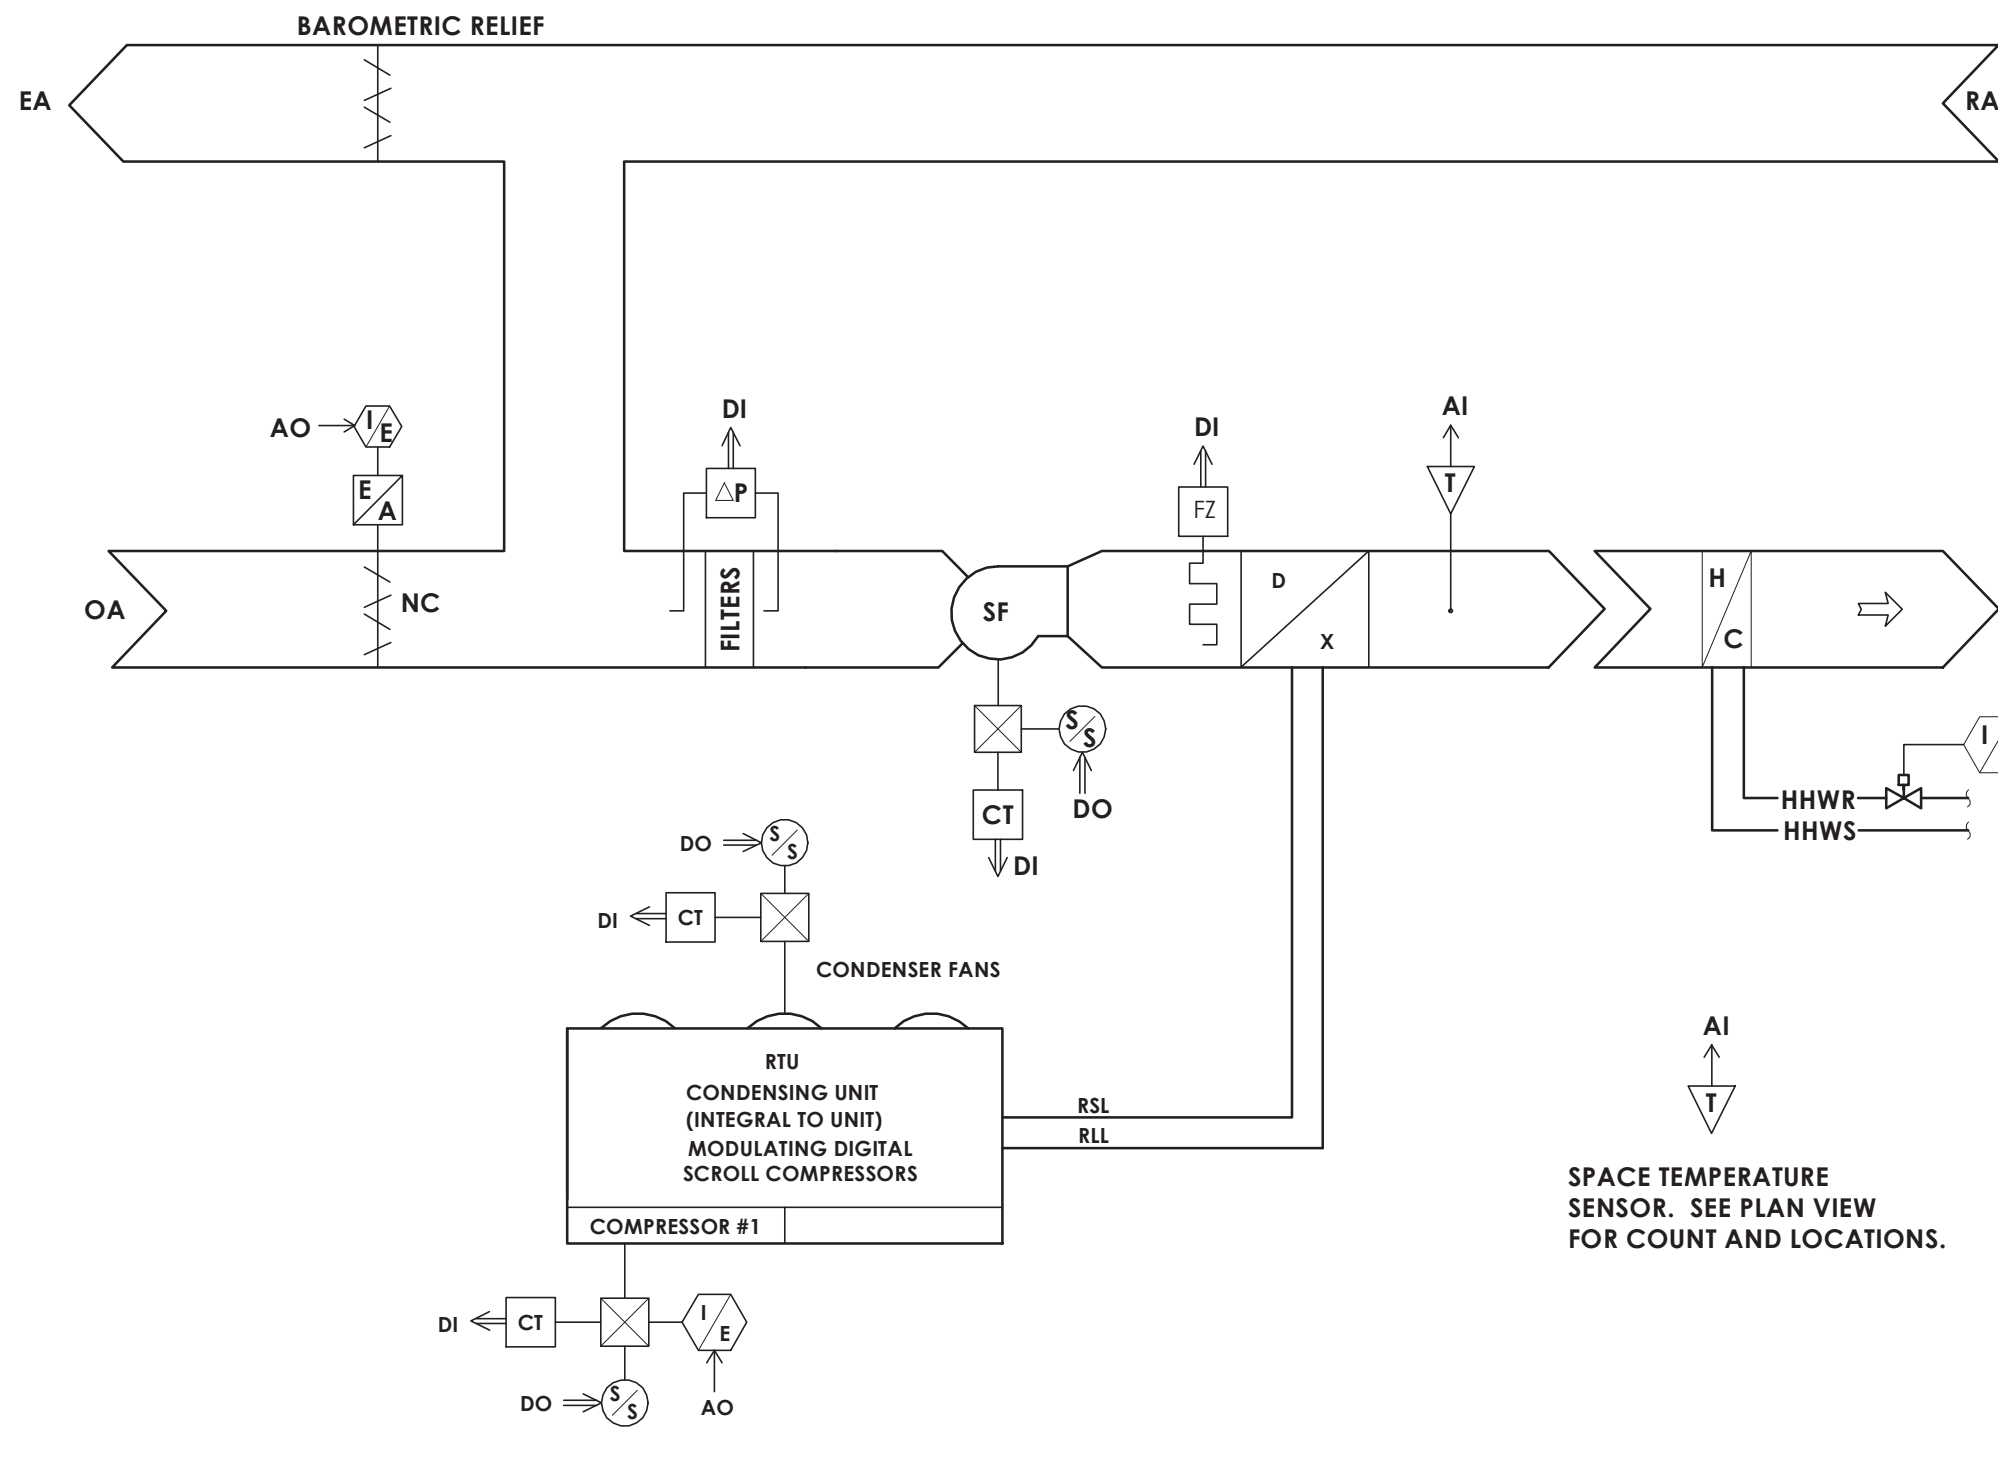 BAROMETRIC RELIEF
EA
RA
AO
I/E
E/A
DI
△P
DI
FZ
AI
T
OA
NC
FILTERS
SF
D
X
H
C
S/S
CT
DO
DI
I
HHWR
HHWS
DO
S/S
DI
CT
CONDENSER FANS
RTU
CONDENSING UNIT
(INTEGRAL TO UNIT)
MODULATING DIGITAL
SCROLL COMPRESSORS
COMPRESSOR #1
RSL
RLL
AI
T
SPACE TEMPERATURE
SENSOR. SEE PLAN VIEW
FOR COUNT AND LOCATIONS.
DI
CT
I/E
DO
S/S
AO